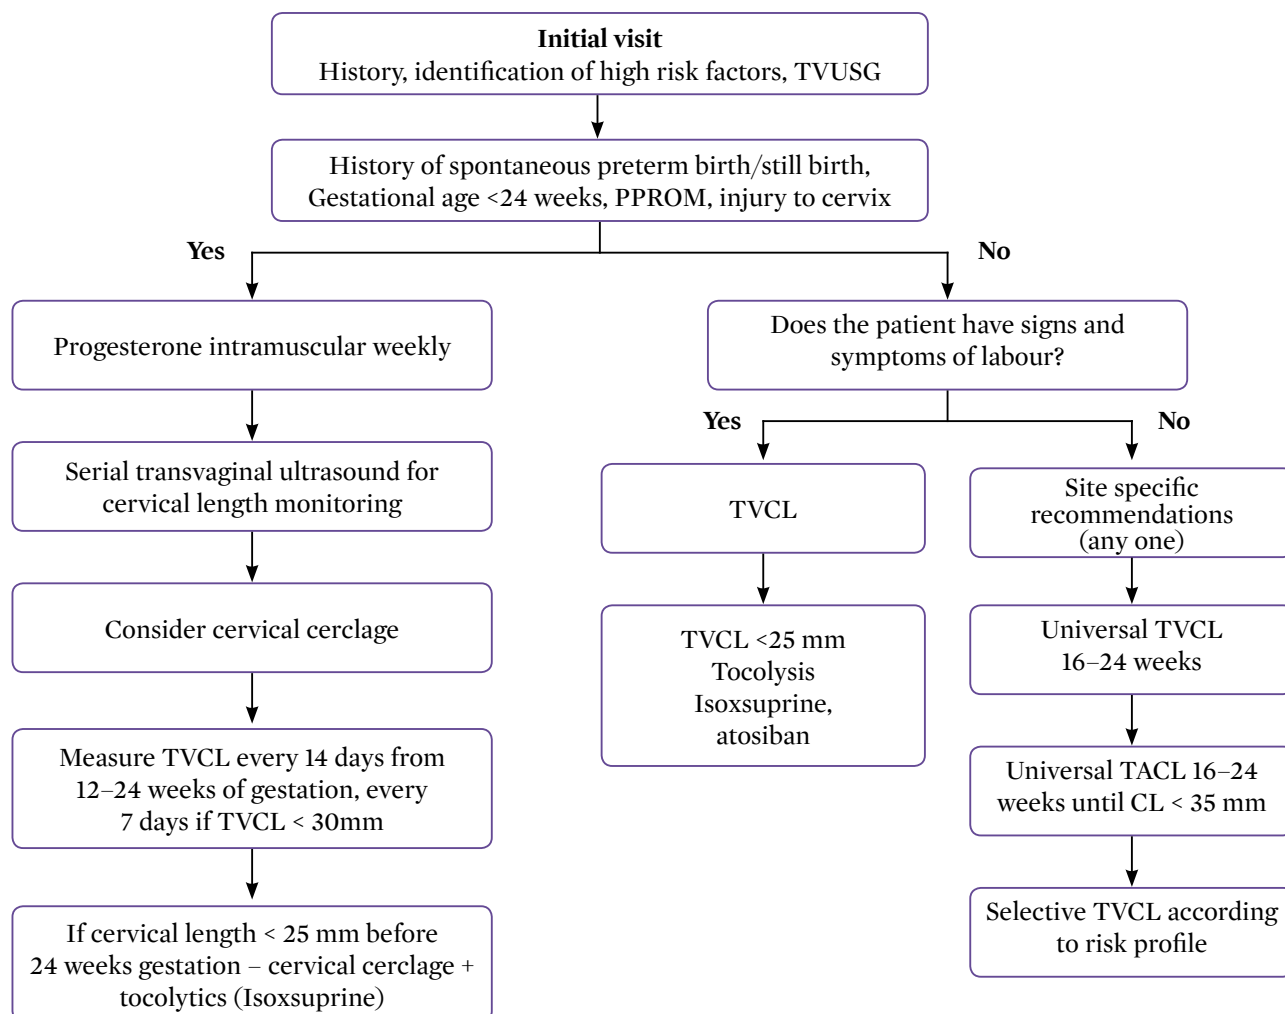 Initial visit
History, identification of high risk factors, TVUSG
History of spontaneous preterm birth/still birth,
Gestational age <24 weeks, PPROM, injury to cervix
Yes
No
Progesterone intramuscular weekly
Serial transvaginal ultrasound for
cervical length monitoring
Consider cervical cerclage
Measure TVCL every 14 days from
12–24 weeks of gestation, every
7 days if TVCL < 30mm
If cervical length < 25 mm before
24 weeks gestation – cervical cerclage +
tocolytics (Isoxsuprine)
Does the patient have signs and
symptoms of labour?
Yes
No
TVCL
TVCL <25 mm
Tocolysis
Isoxsuprine,
atosiban
Site specific
recommendations
(any one)
Universal TVCL
16–24 weeks
Universal TACL 16–24
weeks until CL < 35 mm
Selective TVCL according
to risk profile